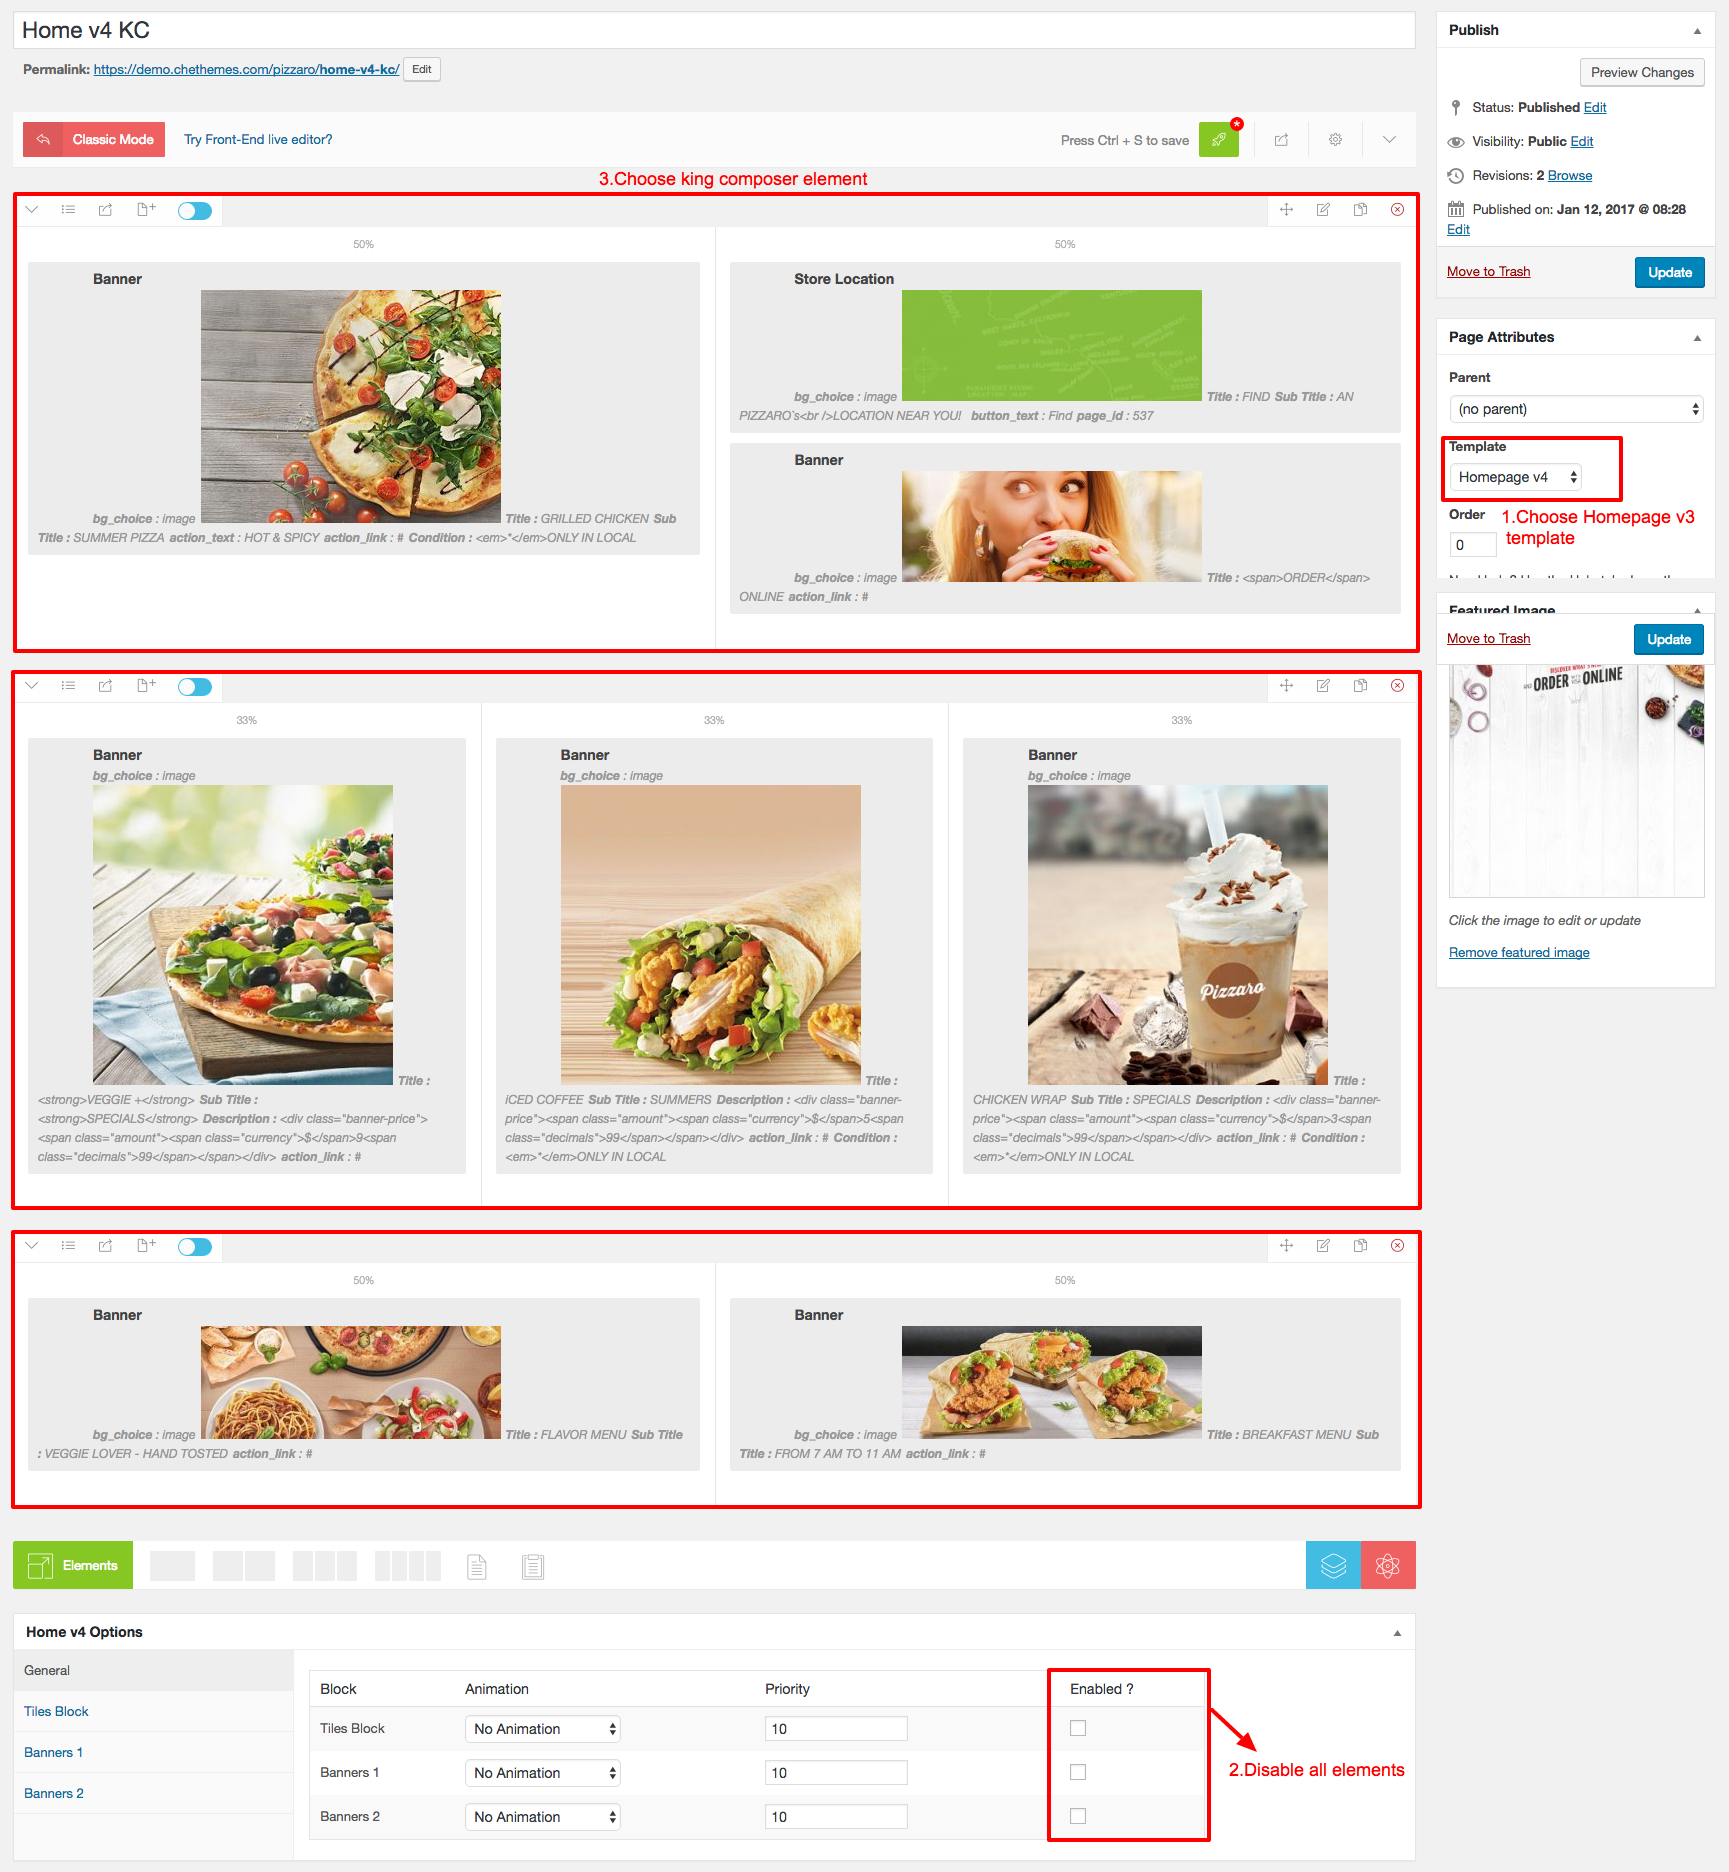 Home v4 KC
Permalink: https://demo.chethemes.com/pizzaro/home-v4-kc/ Edit
Classic Mode
Try Front-End live editor?
Press Ctrl + S to save
*
3.Choose king composer element
50%
50%
Banner
bg_choice : image Title : GRILLED CHICKEN Sub
Title : SUMMER PIZZA action_text : HOT & SPICY action_link : # Condition : <em>*</em>ONLY IN LOCAL
Store Location
bg_choice : image Title : FIND Sub Title : AN
PIZZARO`s<br />LOCATION NEAR YOU! button_text : Find page_id : 537
Banner
bg_choice : image Title : <span>ORDER</span>
ONLINE action_link : #
33%
33%
33%
Banner
bg_choice : image
Title :
<strong>VEGGIE +</strong> Sub Title :
<strong>SPECIALS</strong> Description : <div class="banner-price">
<span class="amount"><span class="currency">$</span>9<span
class="decimals">99</span></span></div> action_link : #
Banner
bg_choice : image
Title :
ICED COFFEE Sub Title : SUMMERS Description : <div class="banner-
price"><span class="amount"><span class="currency">$</span>5<span
class="decimals">99</span></span></div> action_link : # Condition :
<em>*</em>ONLY IN LOCAL
Banner
bg_choice : image
Pizzaro
Title :
CHICKEN WRAP Sub Title : SPECIALS Description : <div class="banner-
price"><span class="amount"><span class="currency">$</span>3<span
class="decimals">99</span></span></div> action_link : # Condition :
<em>*</em>ONLY IN LOCAL
50%
50%
Banner
bg_choice : image Title : FLAVOR MENU Sub Title
: VEGGIE LOVER - HAND TOSTED action_link : #
Banner
bg_choice : image Title : BREAKFAST MENU Sub
Title : FROM 7 AM TO 11 AM action_link : #
Elements
Home v4 Options
General
Tiles Block
Banners 1
Banners 2
Block Animation Priority Enabled ?
Tiles Block No Animation 10
Banners 1 No Animation 10
Banners 2 No Animation 10
2.Disable all elements
Publish
Preview Changes
Status: Published Edit
Visibility: Public Edit
Revisions: 2 Browse
Published on: Jan 12, 2017 @ 08:28
Edit
Move to Trash
Update
Page Attributes
Parent
(no parent)
Template
Homepage v4
Order
0
1.Choose Homepage v3
template
Featured Image
Move to Trash
Update
DISCOVER WHAT'S
AND ORDER ONLINE
Click the image to edit or update
Remove featured image